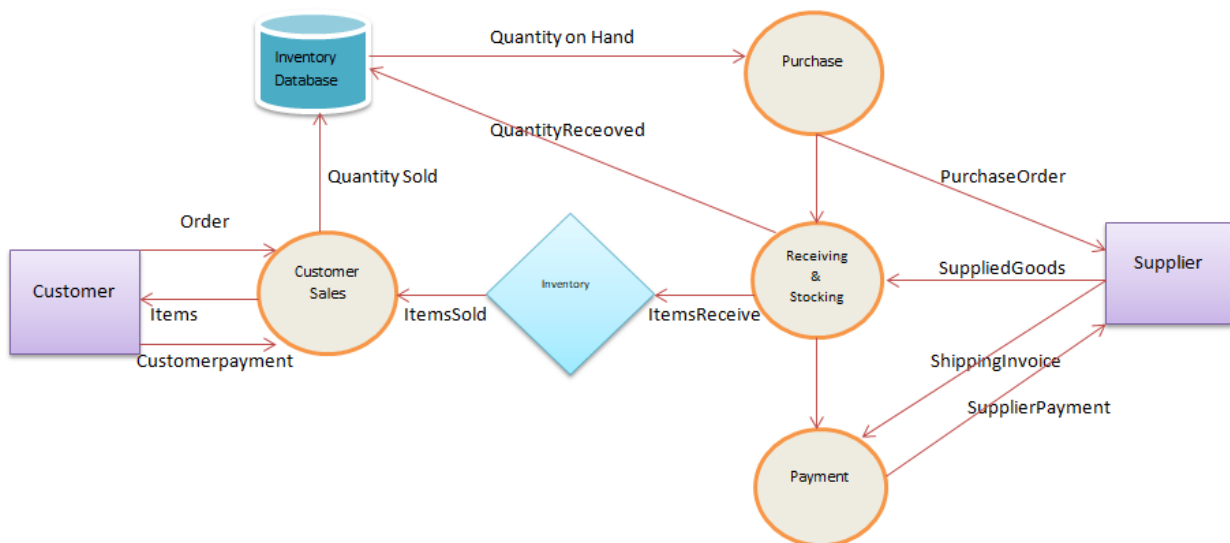 Inventory
Database
Quantity on Hand
Purchase
QuantityReceoved
Quantity Sold
PurchaseOrder
Order
Customer
Customer
Sales
Inventory
Receiving
&
Stocking
SuppliedGoods
Supplier
Items
ItemsSold
ItemsReceive
Customerpayment
ShippingInvoice
SupplierPayment
Payment